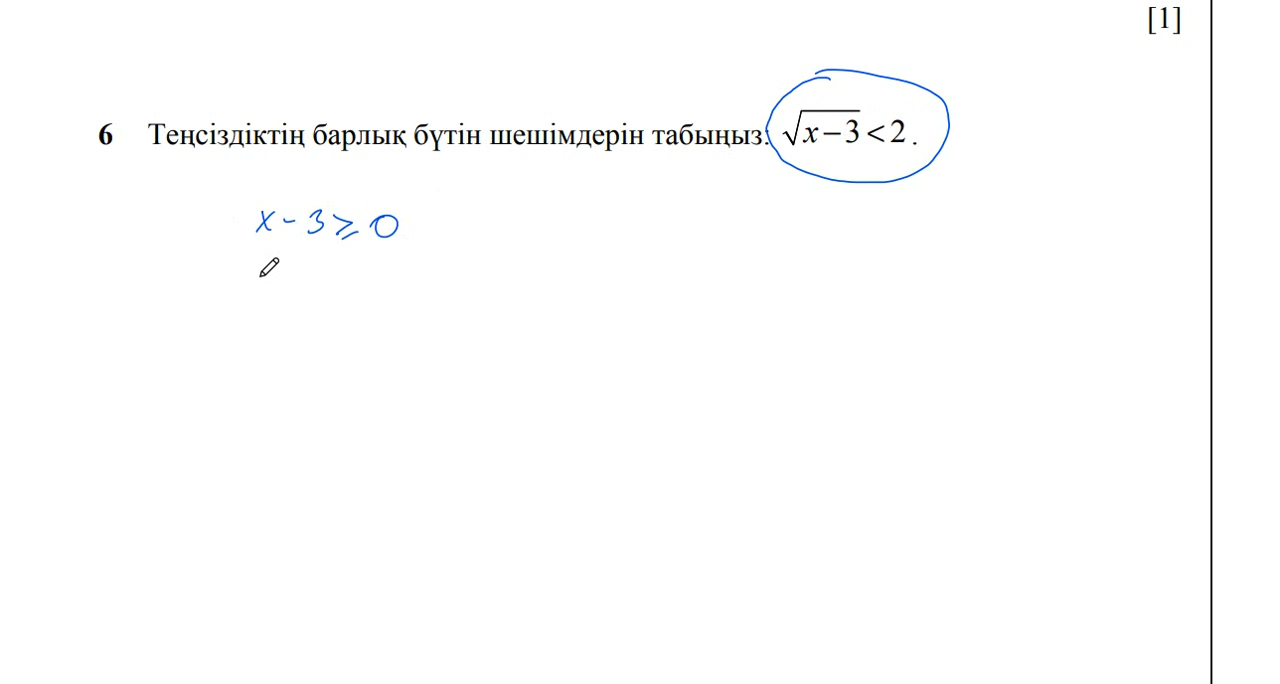 [1]
6 Теңсіздіктің барлық бүтін шешімдерін табыңыз: √x−3 < 2 .
x - 3 ≥ 0